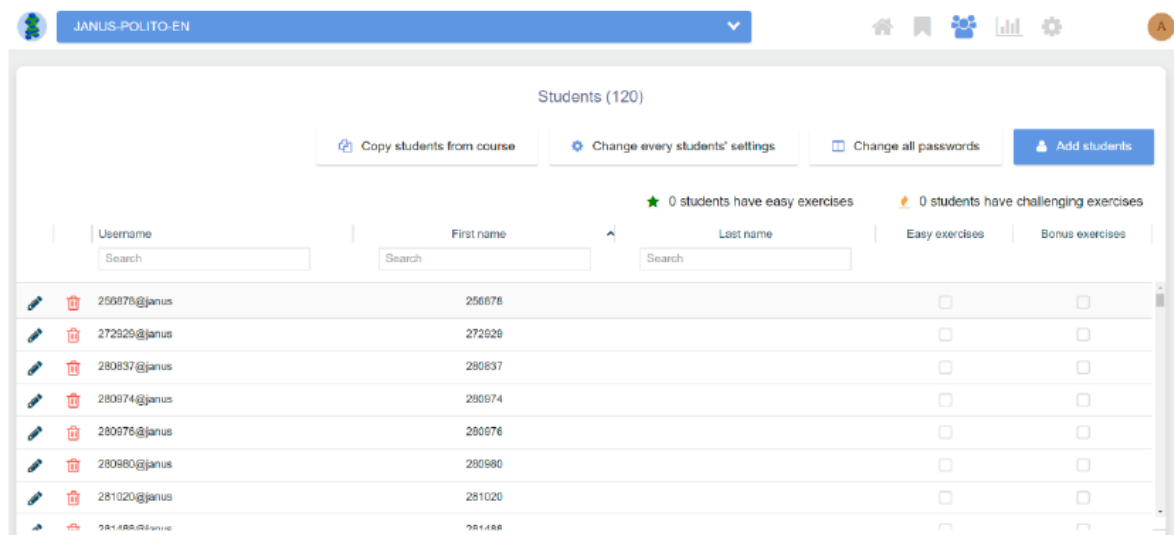 JANUS-POLITO-EN
A
Students (120)
Copy students from course Change every students' settings Change all passwords Add students
0 students have easy exercises 0 students have challenging exercises
Username First name Last name Easy exercises Bonus exercises
Search Search Search
256878@janus 256878
272929@janus 272929
280837@janus 280837
280974@janus 280974
280976@janus 280976
280980@janus 280980
281020@janus 281020
281488@janus 281488